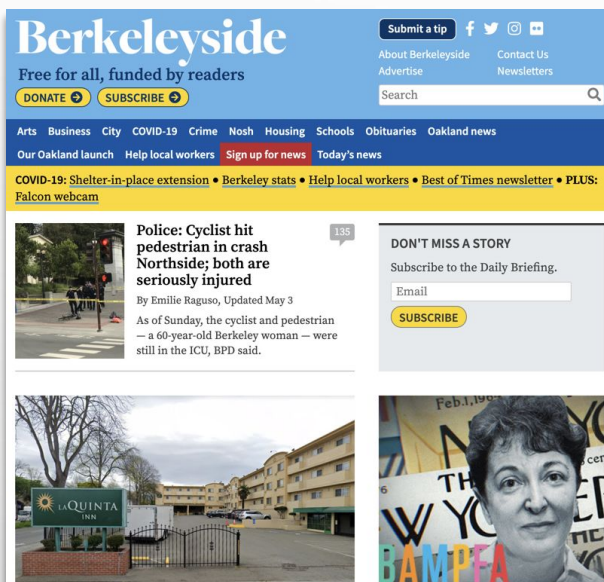 Berkeleyside
Free for all, funded by readers
DONATE
SUBSCRIBE
Submit a tip
About Berkeleyside
Contact Us
Advertise
Newsletters
Search
Arts Business City COVID-19 Crime Nosh Housing Schools Obituaries Oakland news
Our Oakland launch Help local workers Sign up for news Today's news
COVID-19: Shelter-in-place extension • Berkeley stats • Help local workers • Best of Times newsletter • PLUS:
Falcon webcam
Police: Cyclist hit
pedestrian in crash
Northside; both are
seriously injured
135
By Emilie Raguso, Updated May 3
As of Sunday, the cyclist and pedestrian
— a 60-year-old Berkeley woman — were
still in the ICU, BPD said.
DON'T MISS A STORY
Subscribe to the Daily Briefing.
Email
SUBSCRIBE
LAQUINTA
INN
Feb.1,
TH
W YO
BAMPFA